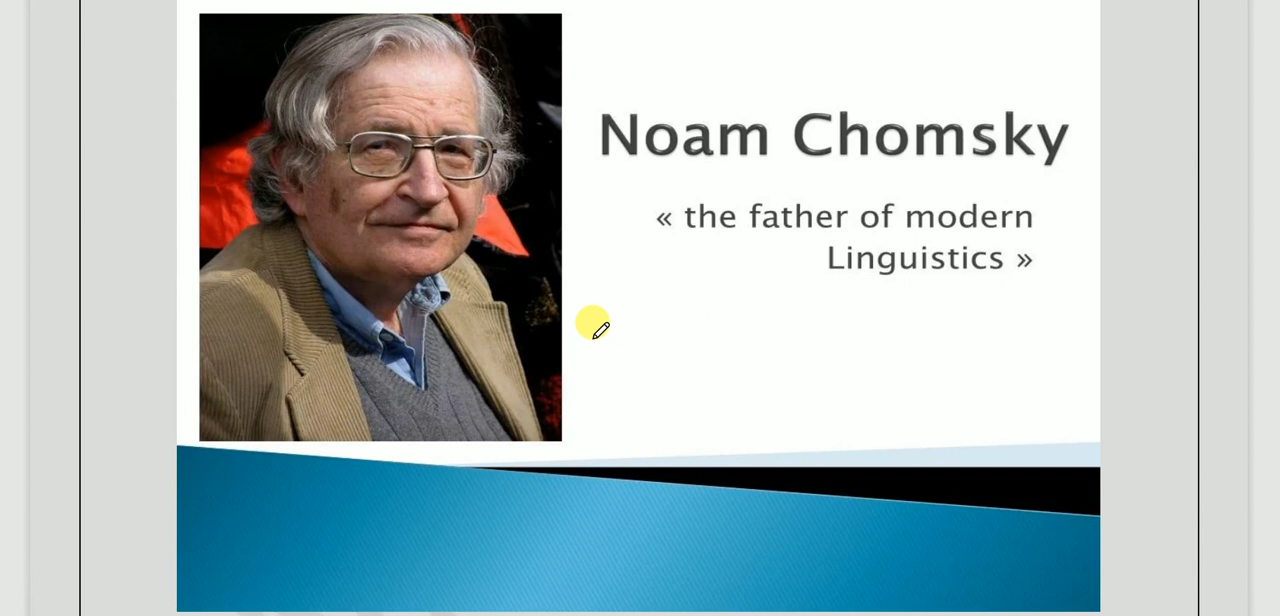 Noam Chomsky
« the father of modern
Linguistics »